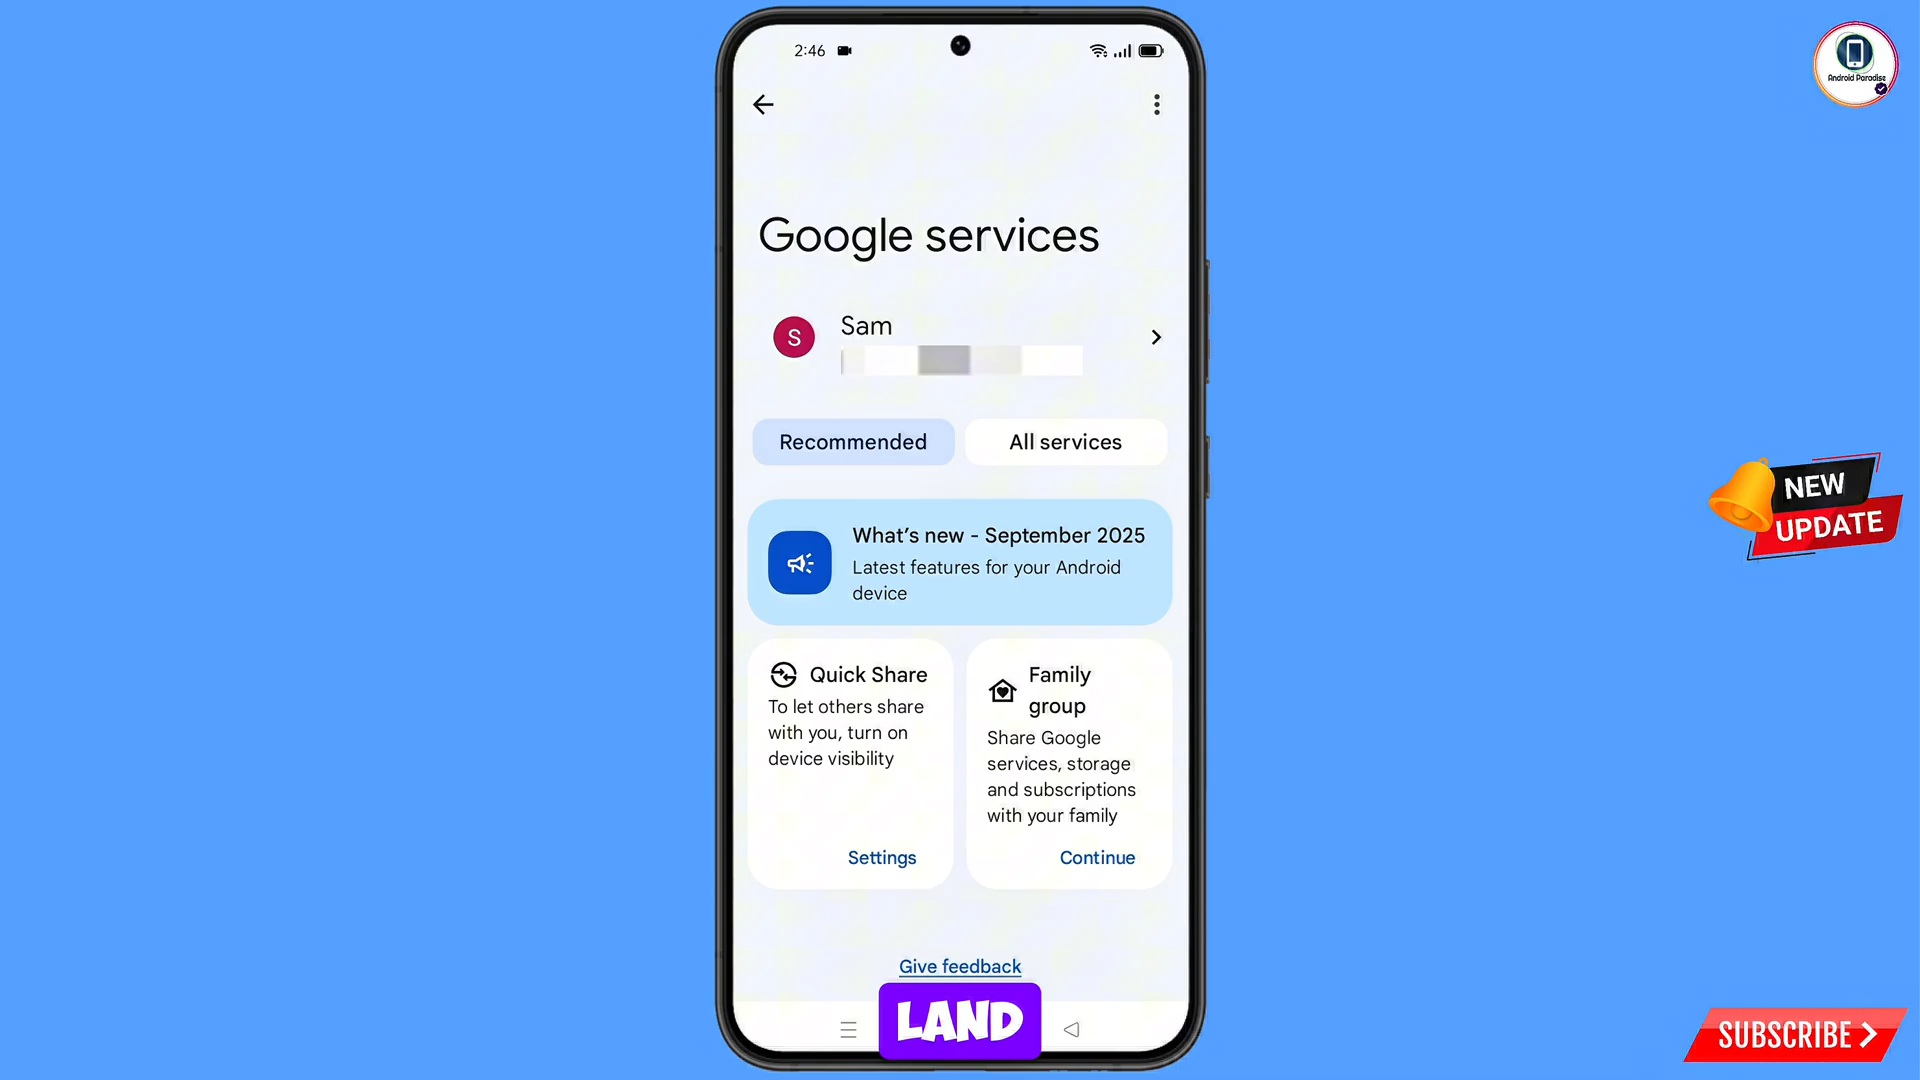 2:46
Android Paradise
Google services
S
Sam
Recommended
All services
What's new - September 2025
Latest features for your Android
device
Quick Share
To let others share
with you, turn on
device visibility
Settings
Family
group
Share Google
services, storage
and subscriptions
with your family
Continue
NEW
UPDATE
Give feedback
LAND
SUBSCRIBE